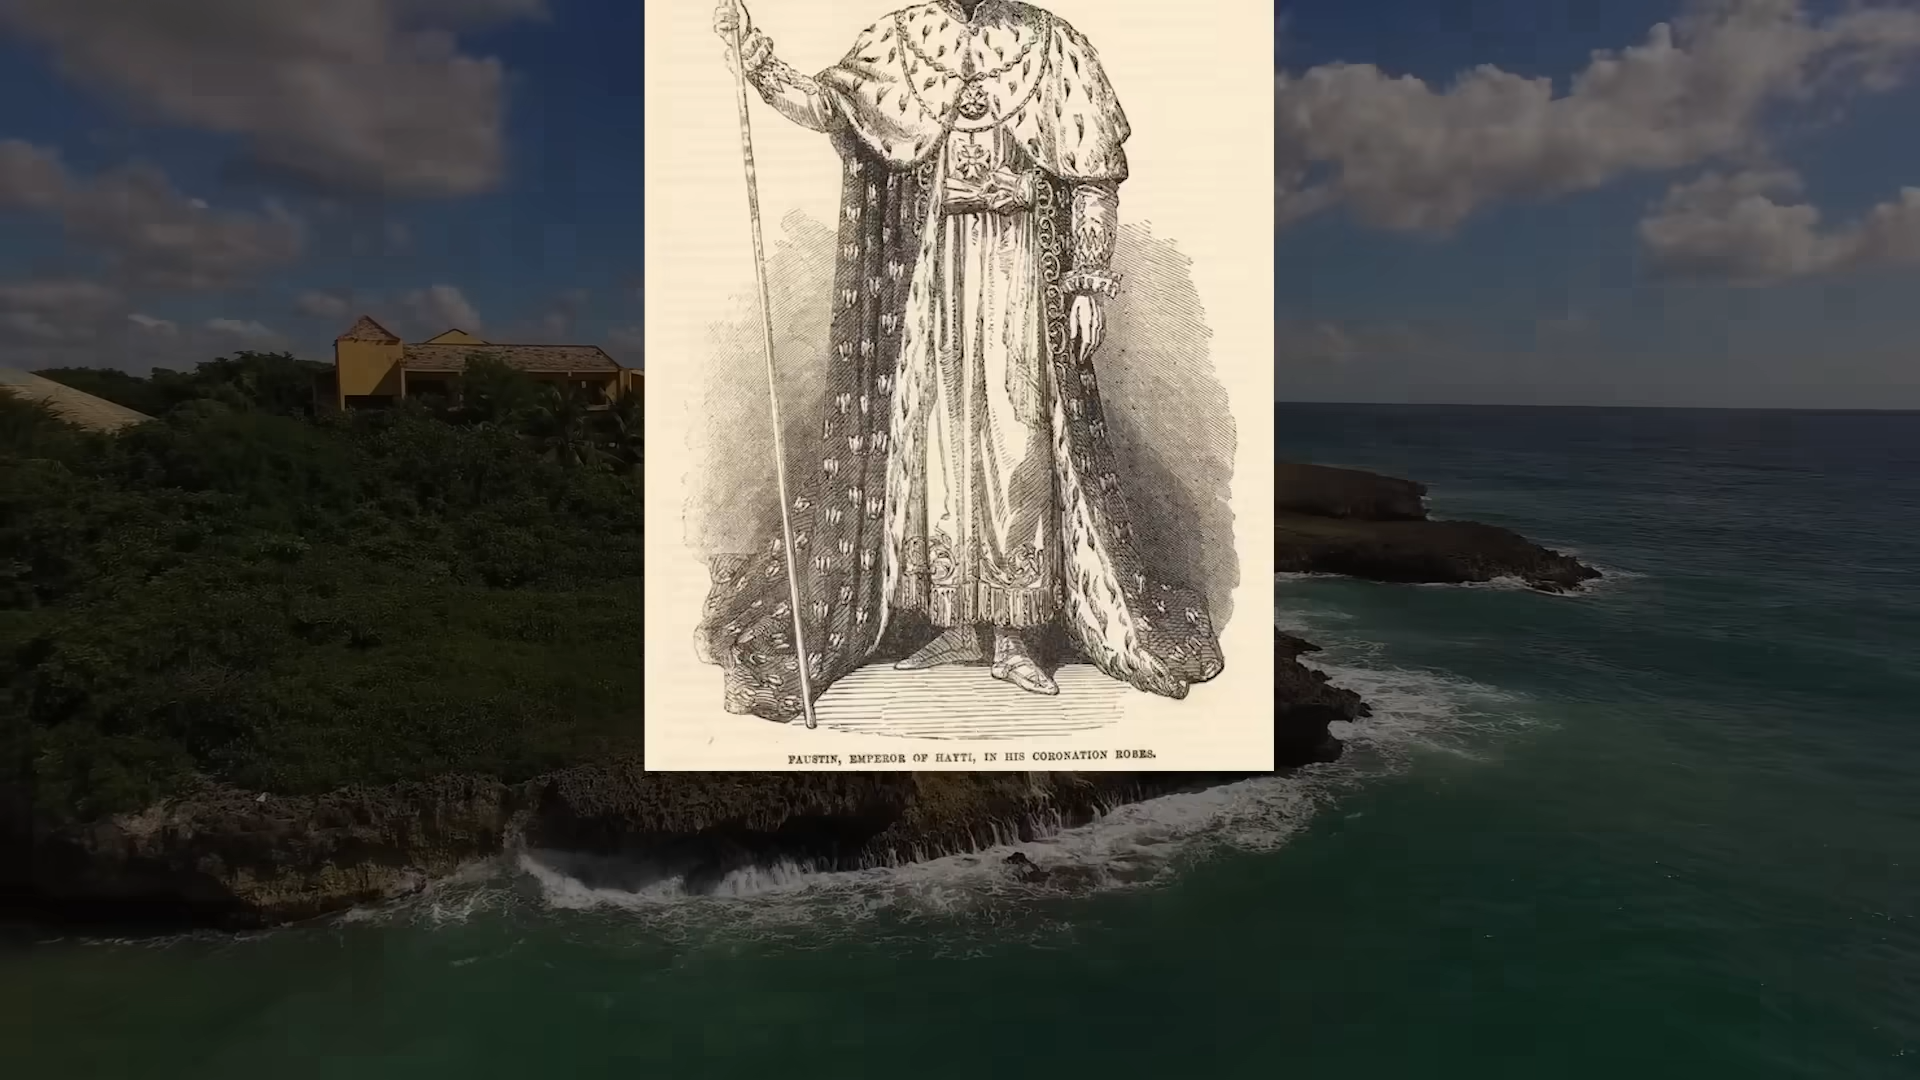 FAUSTIN, EMPEROR OF HAYTI, IN HIS CORONATION ROBES.